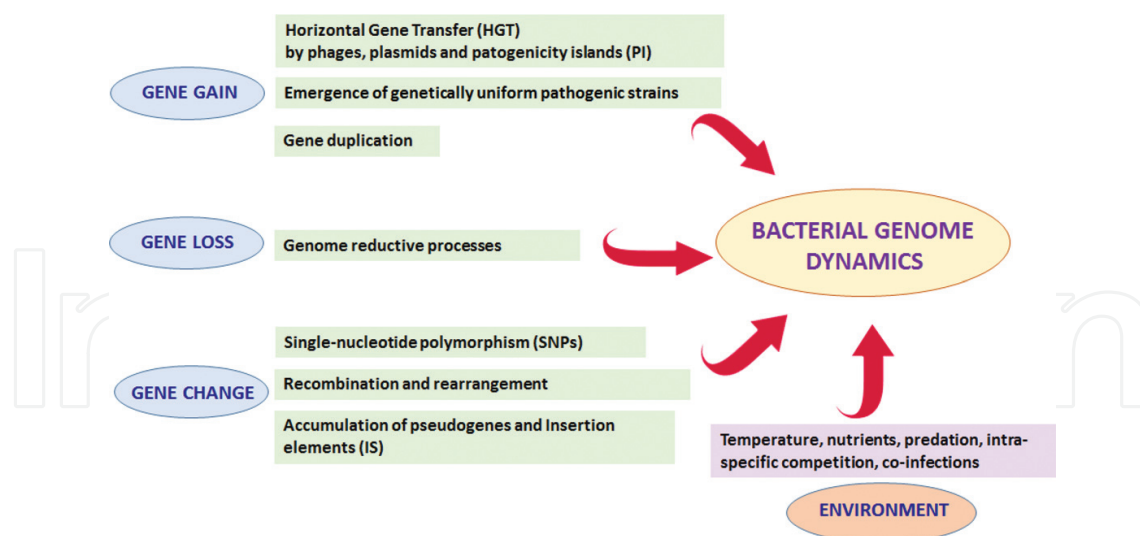 Horizontal Gene Transfer (HGT)
by phages, plasmids and patogenicity islands (PI)
GENE GAIN
Emergence of genetically uniform pathogenic strains
Gene duplication
GENE LOSS
Genome reductive processes
BACTERIAL GENOME
DYNAMICS
Single-nucleotide polymorphism (SNPs)
GENE CHANGE
Recombination and rearrangement
Accumulation of pseudogenes and Insertion
elements (IS)
Temperature, nutrients, predation, intra-
specific competition, co-infections
ENVIRONMENT